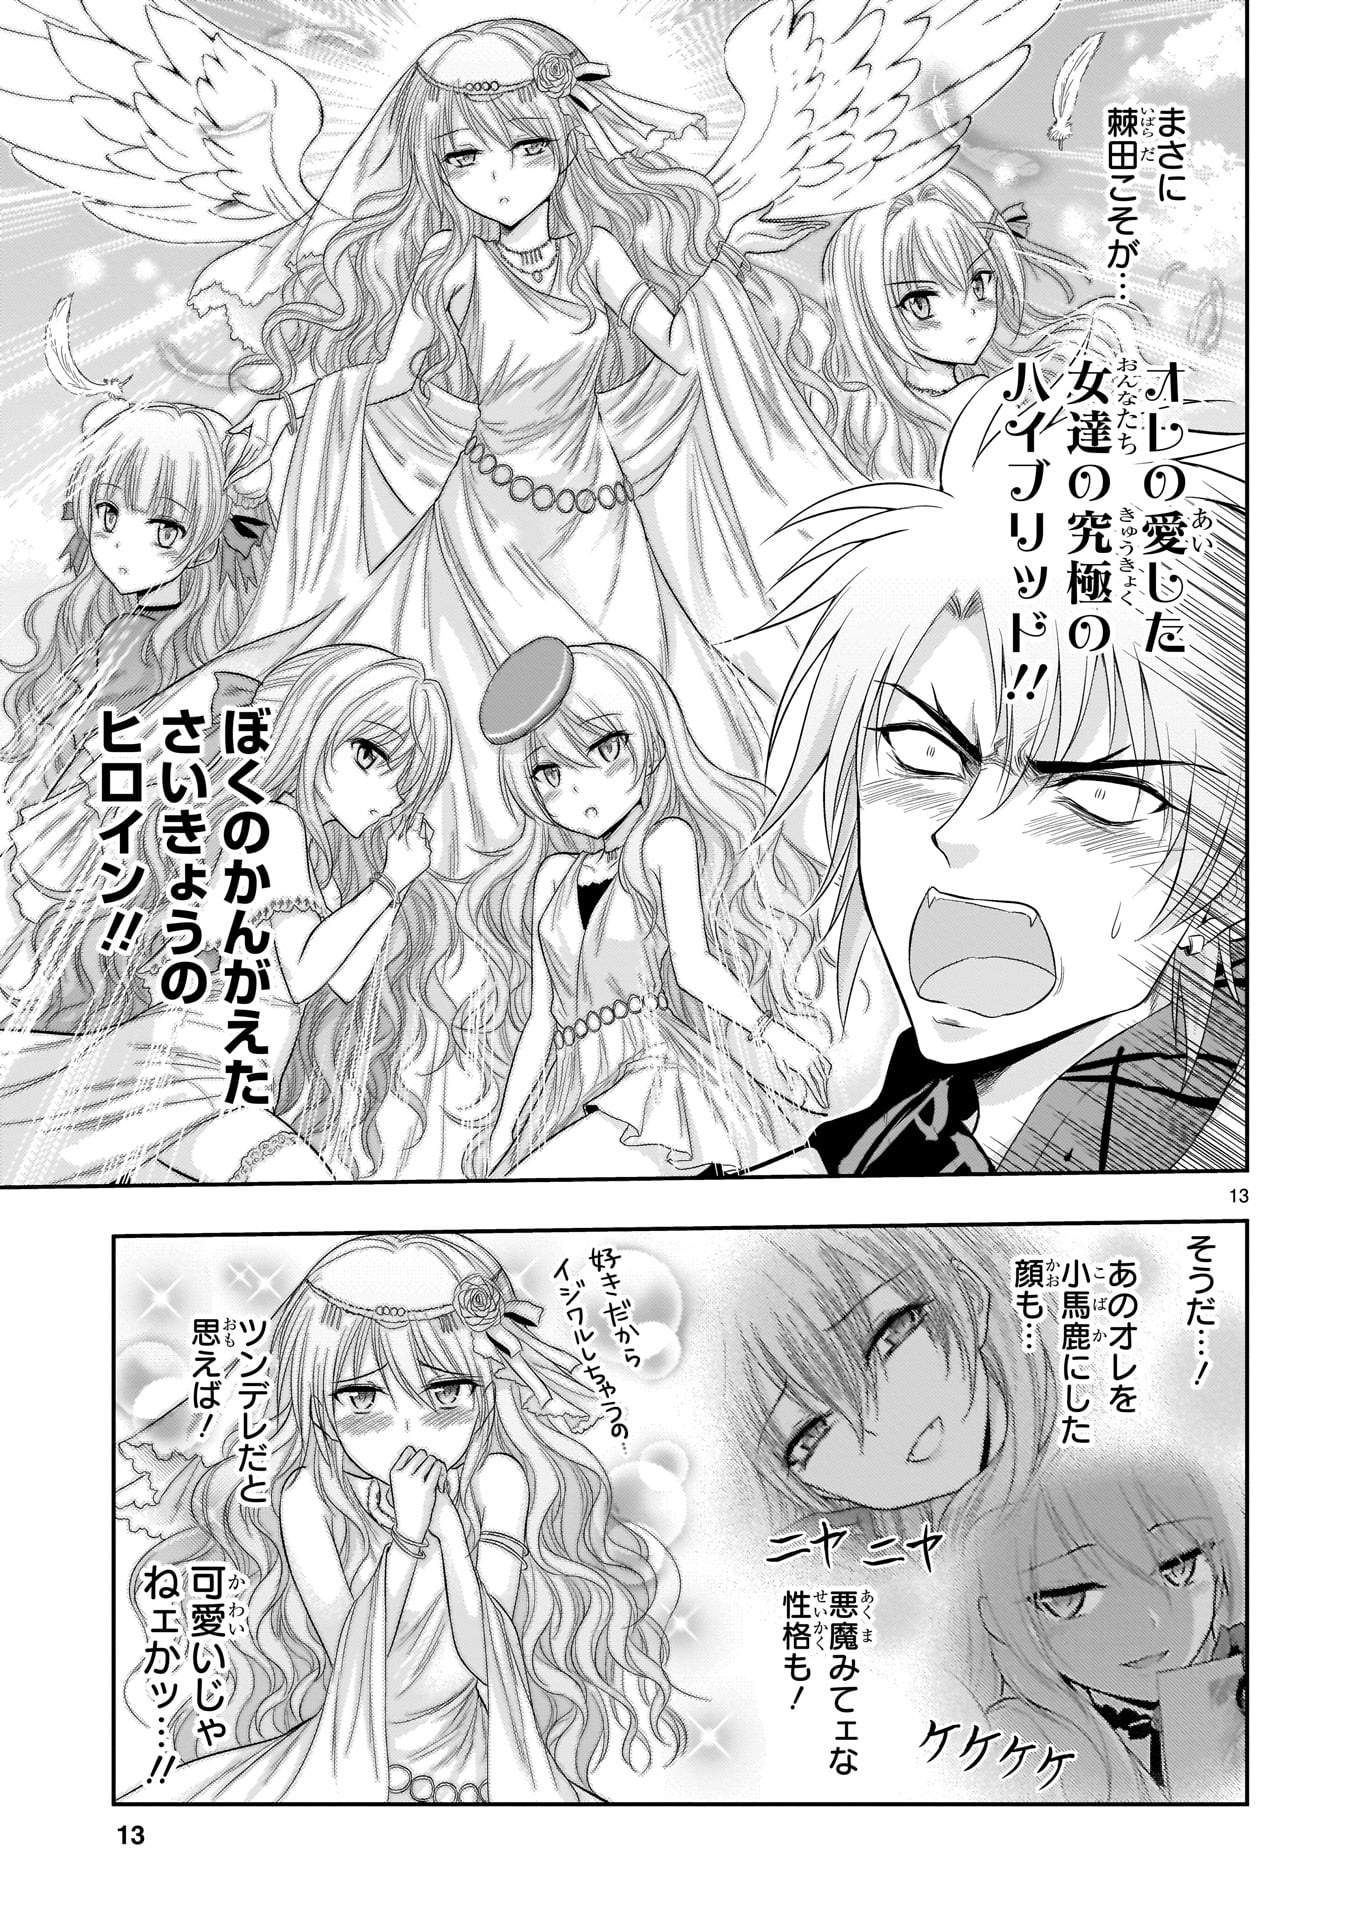 まさに
棘田こそが…
オレの愛した
女達の究極の
ハイブリッド!!
ぼくのかんがえた
さいきょうの
ヒロイン!!
13
そうだ…!
あのオレを
小馬鹿にした
顔も…
ニヤニヤ
悪魔みてェな
性格も!
ケケケケ
好きだから
イジワルしちゃうの…
ツンデレだと
思えば!
可愛いじゃ
ねェかッ……!!
13